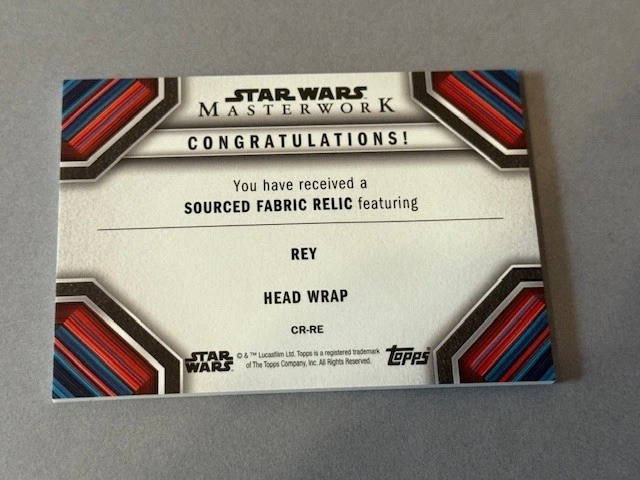 STAR WARS
MASTERWORK
CONGRATULATIONS!
You have received a
SOURCED FABRIC RELIC featuring
REY
HEAD WRAP
CR-RE
STAR WARS
© & ™ Lucasfilm Ltd. Topps is a registered trademark
of The Topps Company, Inc. All Rights Reserved.
topps